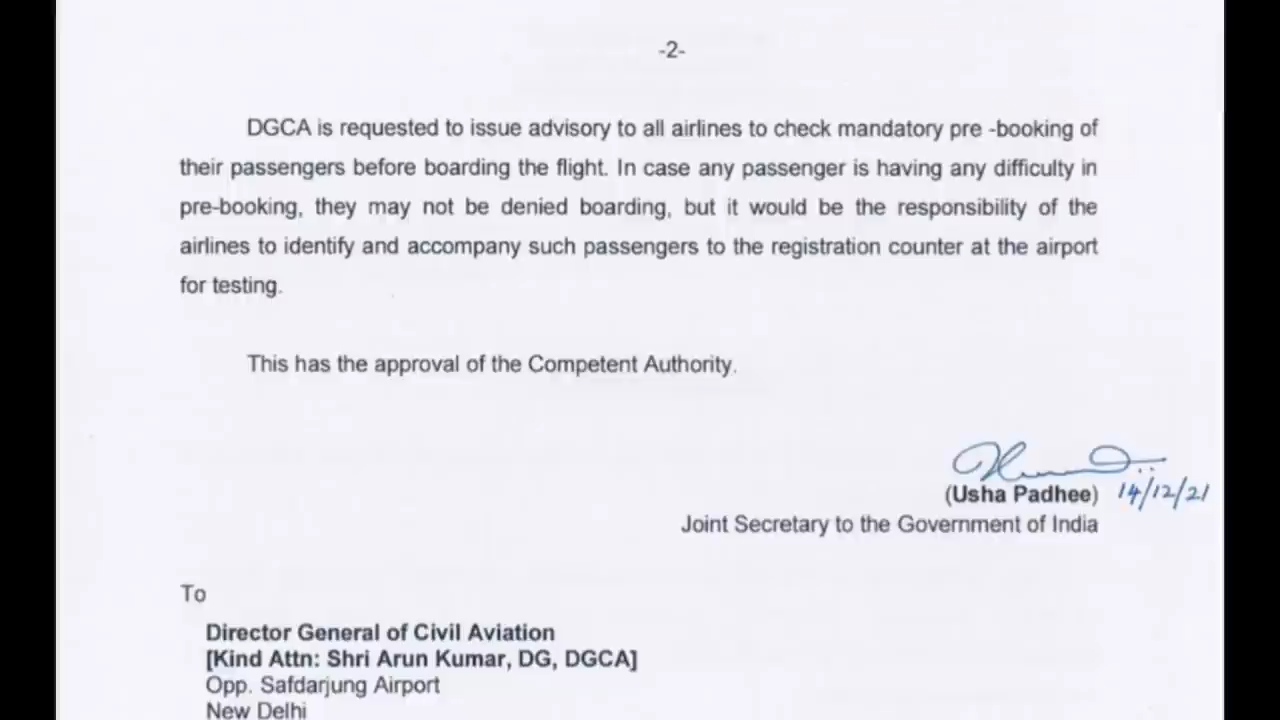 -2-
DGCA is requested to issue advisory to all airlines to check mandatory pre -booking of
their passengers before boarding the flight. In case any passenger is having any difficulty in
pre-booking, they may not be denied boarding, but it would be the responsibility of the
airlines to identify and accompany such passengers to the registration counter at the airport
for testing.
This has the approval of the Competent Authority.
(Usha Padhee) 14/12/21
Joint Secretary to the Government of India
To
Director General of Civil Aviation
[Kind Attn: Shri Arun Kumar, DG, DGCA]
Opp. Safdarjung Airport
New Delhi